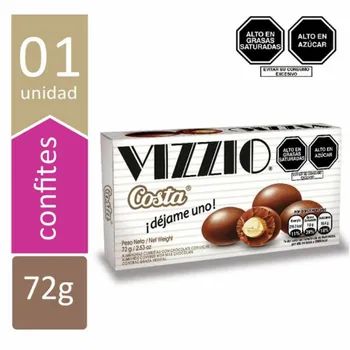 01
unidad
confites
72g
ALTO EN
GRASAS
SATURADAS
ALTO EN
AZÚCAR
EVITAR SU CONSUMO
EXCESIVO
VIZZIO
Costa
¡déjame uno!
Peso Neto / Net Weight
72 g / 2.53 oz
ALTO EN
GRASAS
SATURADAS
ALTO EN
AZÚCAR